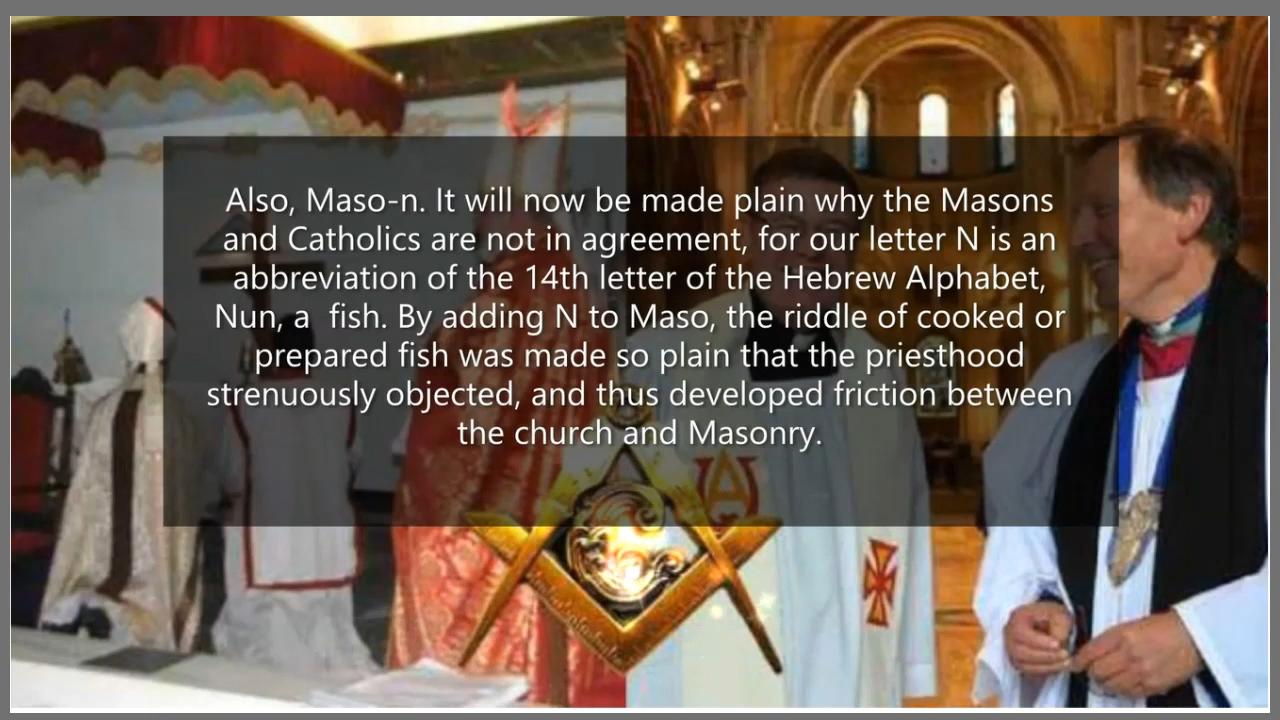 Also, Maso-n. It will now be made plain why the Masons
and Catholics are not in agreement, for our letter N is an
abbreviation of the 14th letter of the Hebrew Alphabet,
Nun, a  fish. By adding N to Maso, the riddle of cooked or
prepared fish was made so plain that the priesthood
strenuously objected, and thus developed friction between
the church and Masonry.